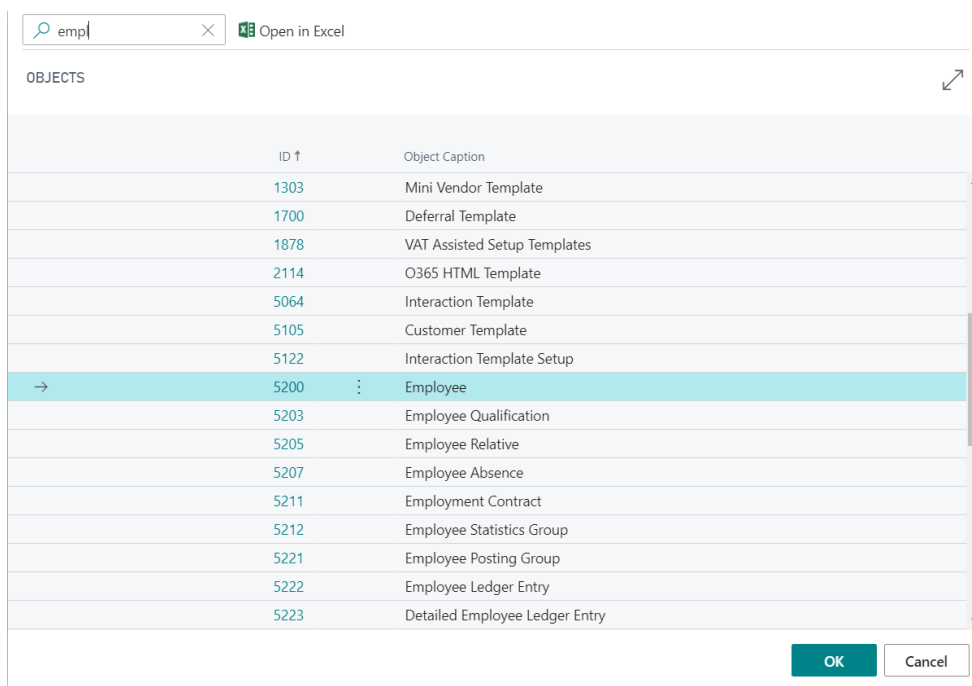 empl Open in Excel
OBJECTS
ID ↑ Object Caption
1303 Mini Vendor Template
1700 Deferral Template
1878 VAT Assisted Setup Templates
2114 O365 HTML Template
5064 Interaction Template
5105 Customer Template
5122 Interaction Template Setup
5200 Employee
5203 Employee Qualification
5205 Employee Relative
5207 Employee Absence
5211 Employment Contract
5212 Employee Statistics Group
5221 Employee Posting Group
5222 Employee Ledger Entry
5223 Detailed Employee Ledger Entry
OK Cancel